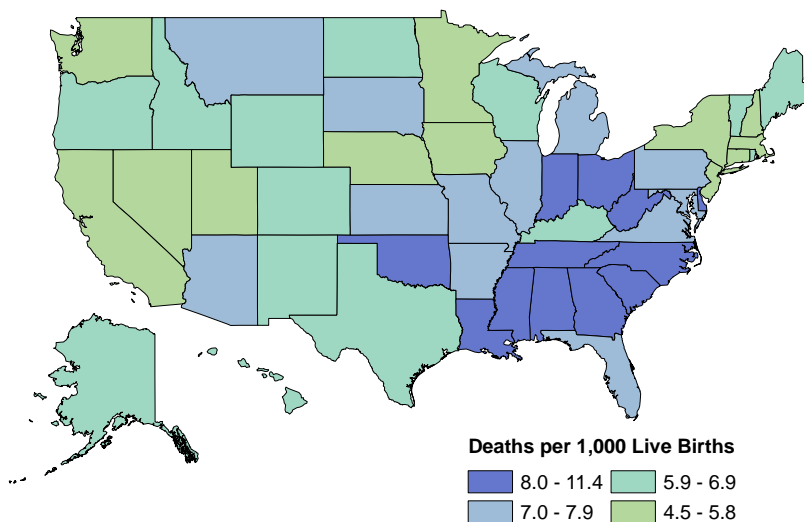 Deaths per 1,000 Live Births
8.0 - 11.4
5.9 - 6.9
7.0 - 7.9
4.5 - 5.8